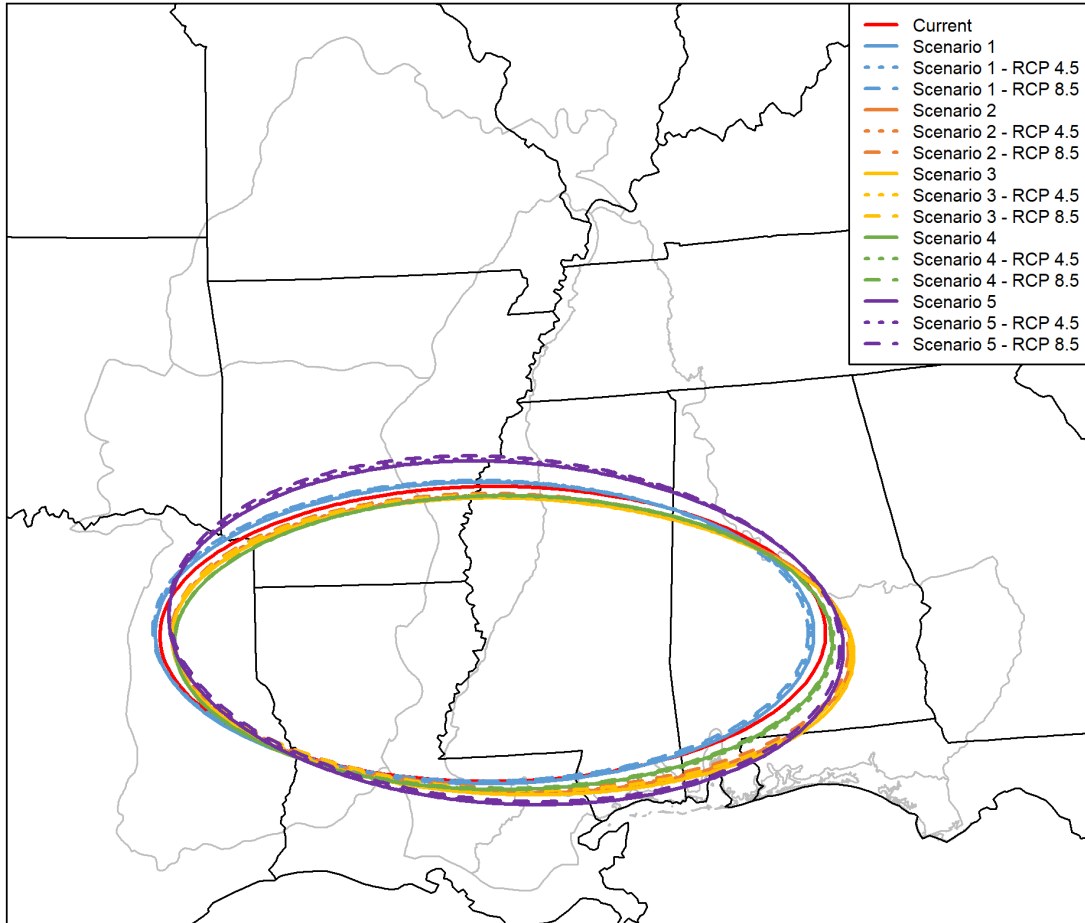 Current
Scenario 1
Scenario 1 - RCP 4.5
Scenario 1 - RCP 8.5
Scenario 2
Scenario 2 - RCP 4.5
Scenario 2 - RCP 8.5
Scenario 3
Scenario 3 - RCP 4.5
Scenario 3 - RCP 8.5
Scenario 4
Scenario 4 - RCP 4.5
Scenario 4 - RCP 8.5
Scenario 5
Scenario 5 - RCP 4.5
Scenario 5 - RCP 8.5